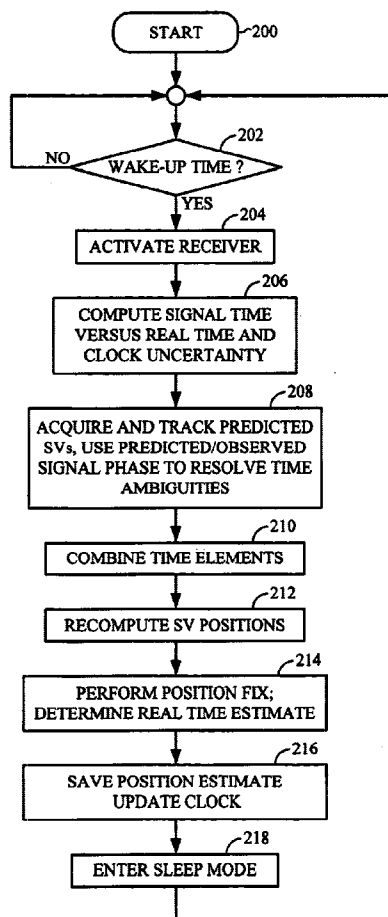 START
200
202
NO
WAKE-UP TIME ?
YES
204
ACTIVATE RECEIVER
206
COMPUTE SIGNAL TIME
VERSUS REAL TIME AND
CLOCK UNCERTAINTY
208
ACQUIRE AND TRACK PREDICTED
SVs, USE PREDICTED/OBSERVED
SIGNAL PHASE TO RESOLVE TIME
AMBIGUITIES
210
COMBINE TIME ELEMENTS
212
RECOMPUTE SV POSITIONS
214
PERFORM POSITION FIX;
DETERMINE REAL TIME ESTIMATE
216
SAVE POSITION ESTIMATE
UPDATE CLOCK
218
ENTER SLEEP MODE